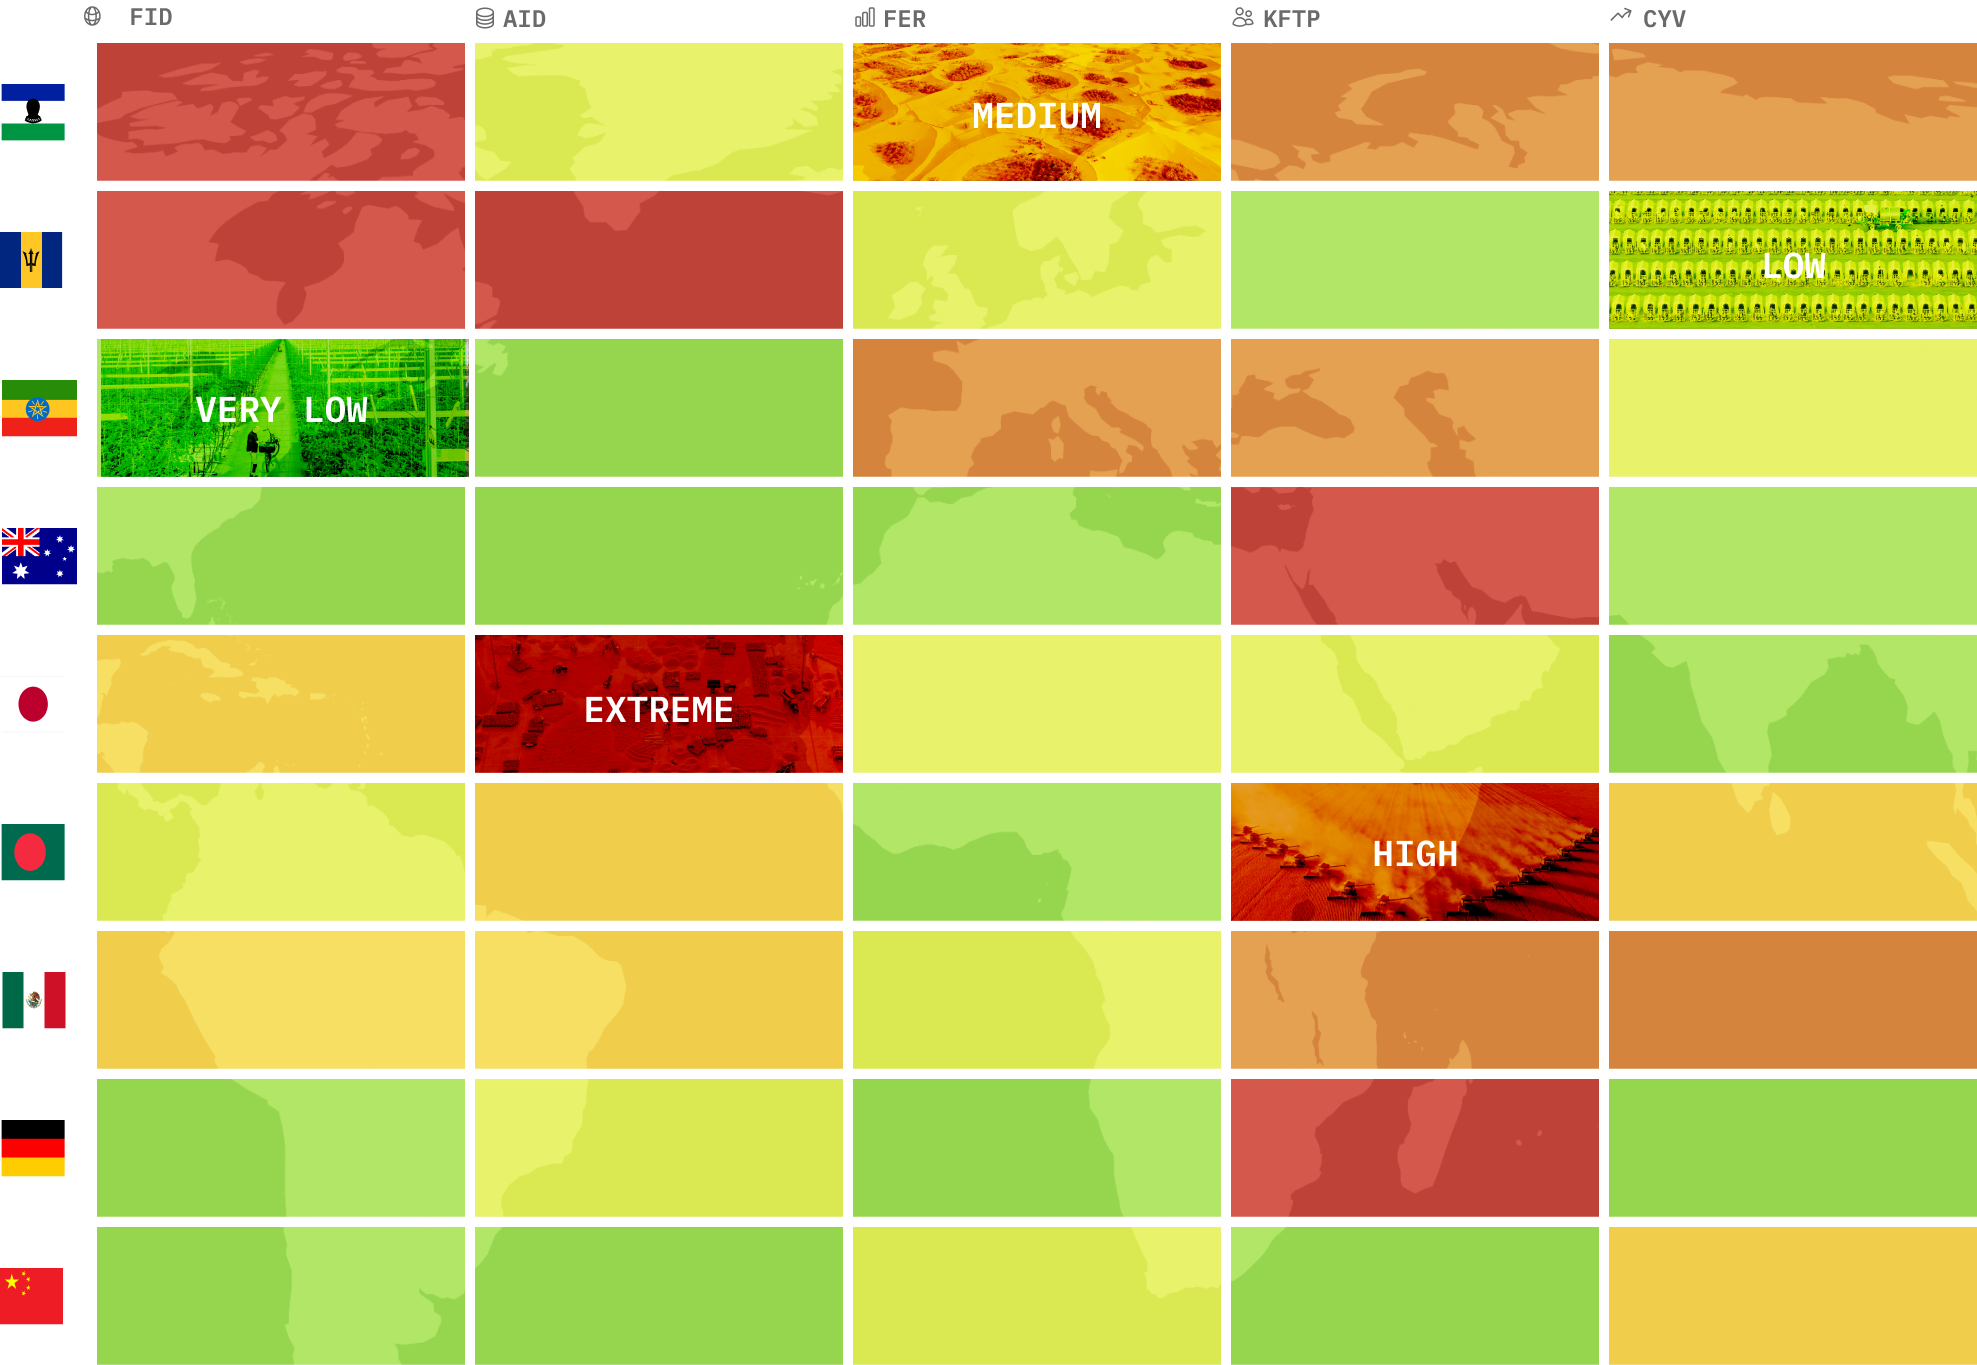 FID
AID
FER
KFTP
CYV
MEDIUM
LOW
VERY LOW
EXTREME
HIGH